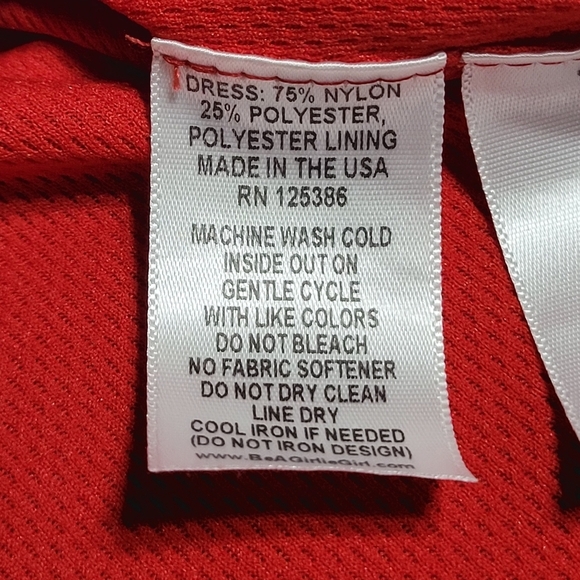 DRESS: 75% NYLON
25% POLYESTER,
POLYESTER LINING
MADE IN THE USA
RN 125386
MACHINE WASH COLD
INSIDE OUT ON
GENTLE CYCLE
WITH LIKE COLORS
DO NOT BLEACH
NO FABRIC SOFTENER
DO NOT DRY CLEAN
LINE DRY
COOL IRON IF NEEDED
(DO NOT IRON DESIGN)
www.BeAGirlieGirl.com